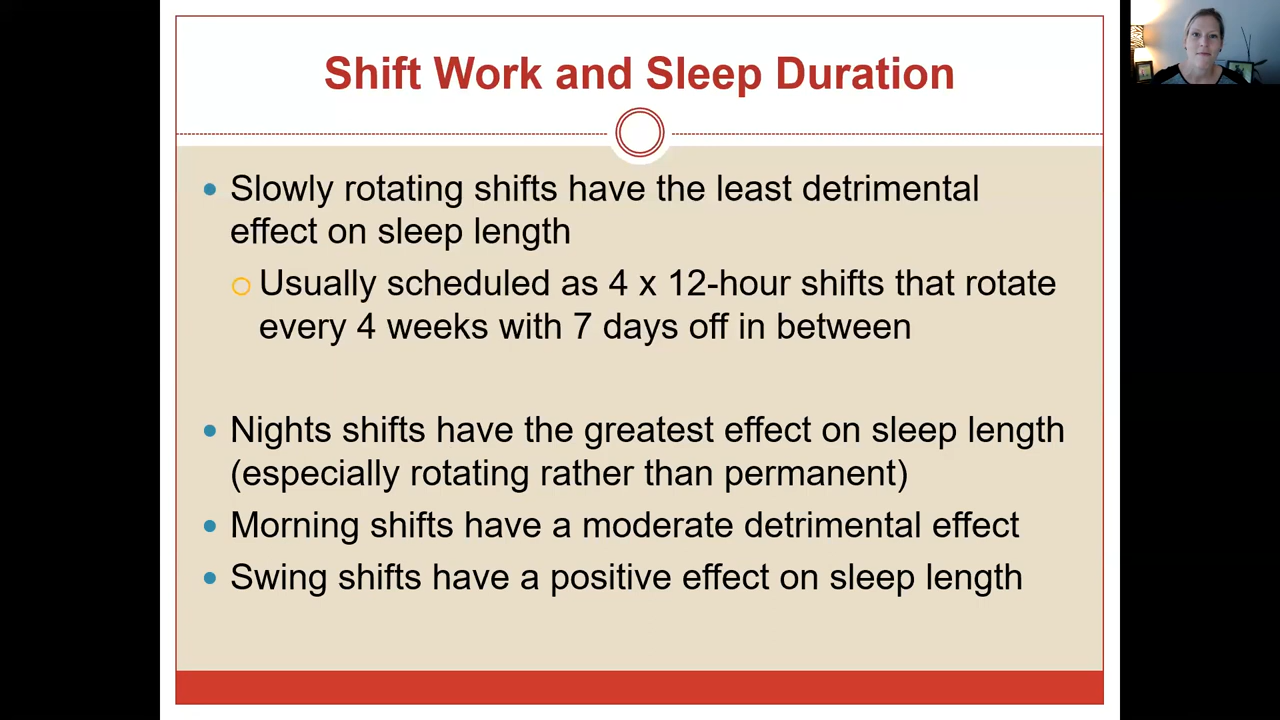 Shift Work and Sleep Duration
Slowly rotating shifts have the least detrimental
effect on sleep length
Usually scheduled as 4 x 12-hour shifts that rotate
every 4 weeks with 7 days off in between
Nights shifts have the greatest effect on sleep length
(especially rotating rather than permanent)
Morning shifts have a moderate detrimental effect
Swing shifts have a positive effect on sleep length